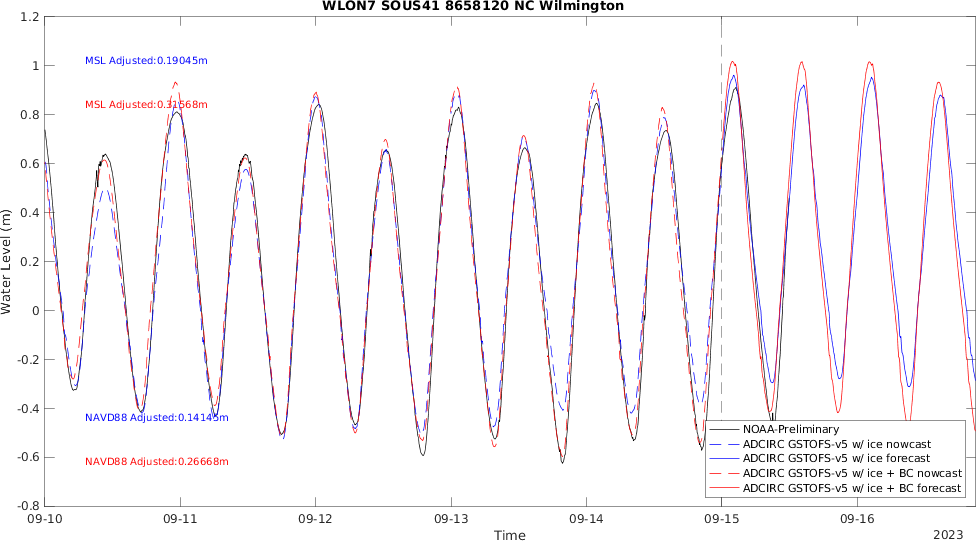 WLON7 SOUS41 8658120 NC Wilmington
1.2
1
0.8
0.6
0.4
0.2
0
-0.2
-0.4
-0.6
-0.8
Water Level (m)
MSL Adjusted:0.19045m
MSL Adjusted:0.31568m
NAVD88 Adjusted:0.14145m
NAVD88 Adjusted:0.26668m
NOAA-Preliminary
ADCIRC GSTOFS-v5 w/ ice nowcast
ADCIRC GSTOFS-v5 w/ ice forecast
ADCIRC GSTOFS-v5 w/ ice + BC nowcast
ADCIRC GSTOFS-v5 w/ ice + BC forecast
09-10 09-11 09-12 09-13 09-14 09-15 09-16
Time
2023